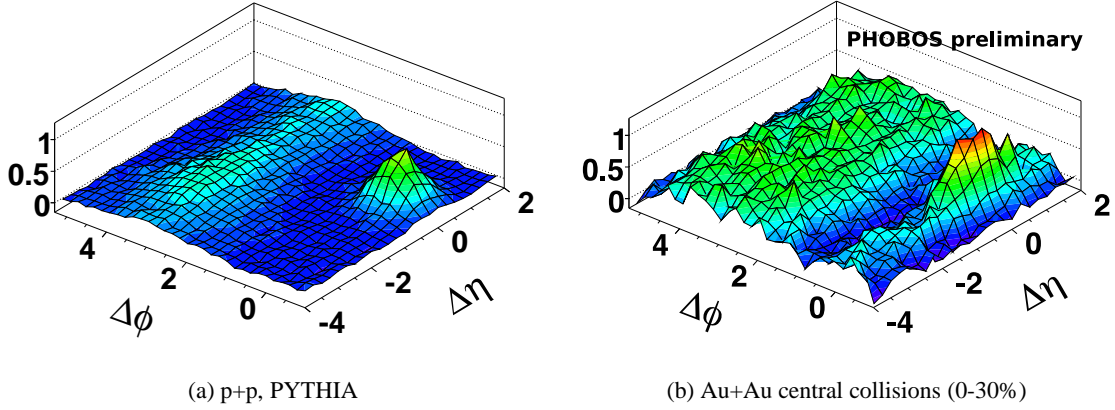 PHOBOS preliminary
1
0.5
0
4
2
0
Δφ
-4
-2
0
2
Δη
1
0.5
0
4
2
0
Δφ
-4
-2
0
2
Δη
(a) p+p, PYTHIA
(b) Au+Au central collisions (0-30%)